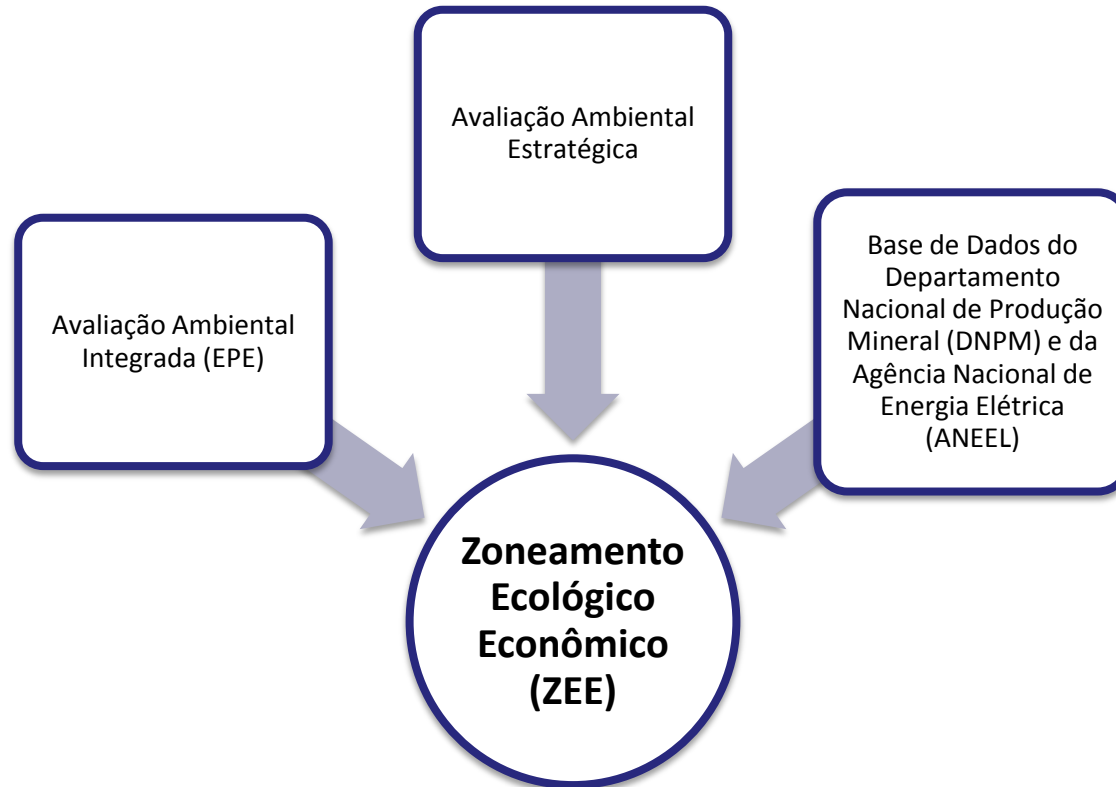 Avaliação Ambiental
Estratégica
Avaliação Ambiental
Integrada (EPE)
Base de Dados do
Departamento
Nacional de Produção
Mineral (DNPM) e da
Agência Nacional de
Energia Elétrica
(ANEEL)
Zoneamento
Ecológico
Econômico
(ZEE)